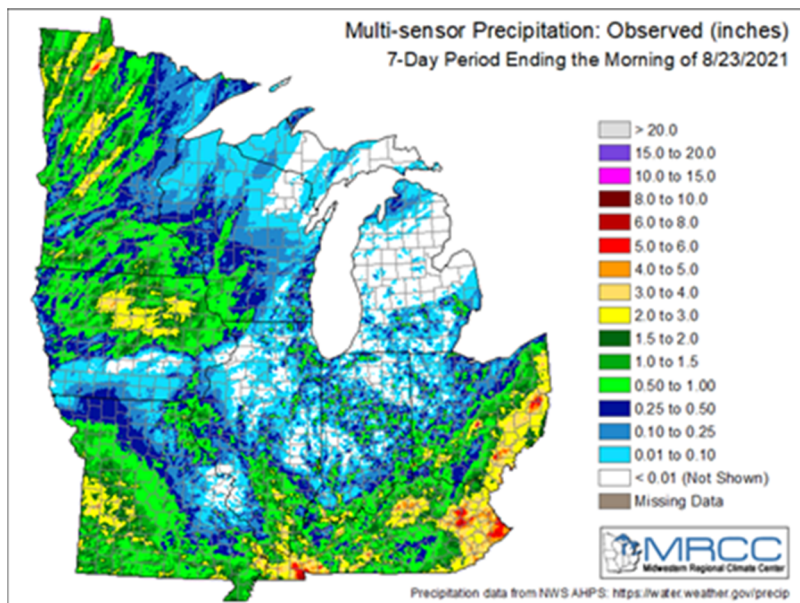 Multi-sensor Precipitation: Observed (inches)
7-Day Period Ending the Morning of 8/23/2021
> 20.0
15.0 to 20.0
10.0 to 15.0
8.0 to 10.0
6.0 to 8.0
5.0 to 6.0
4.0 to 5.0
3.0 to 4.0
2.0 to 3.0
1.5 to 2.0
1.0 to 1.5
0.50 to 1.00
0.25 to 0.50
0.10 to 0.25
0.01 to 0.10
< 0.01 (Not Shown)
Missing Data
MRCC
Midwestern Regional Climate Center
Precipitation data from NWS AHPS: https://water.weather.gov/precip